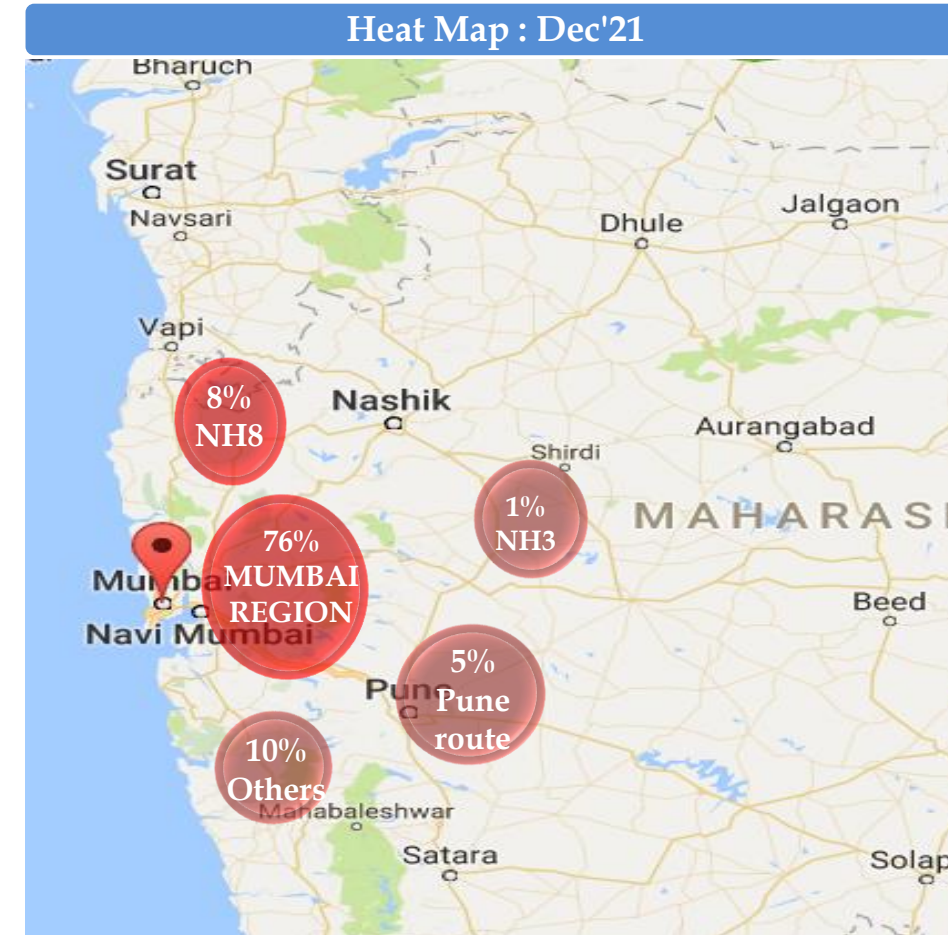 Heat Map : Dec'21
Bharuch
Surat
Navsari
Dhule
Jalgaon
Vapi
8%
NH8
Nashik
Aurangabad
Shirdi
1%
NH3
MAHARAS
76%
MUMBAI
REGION
Mumba
Navi Mumbai
Beed
5%
Pune
route
Pune
10%
Others
Mahabaleshwar
Satara
Solap